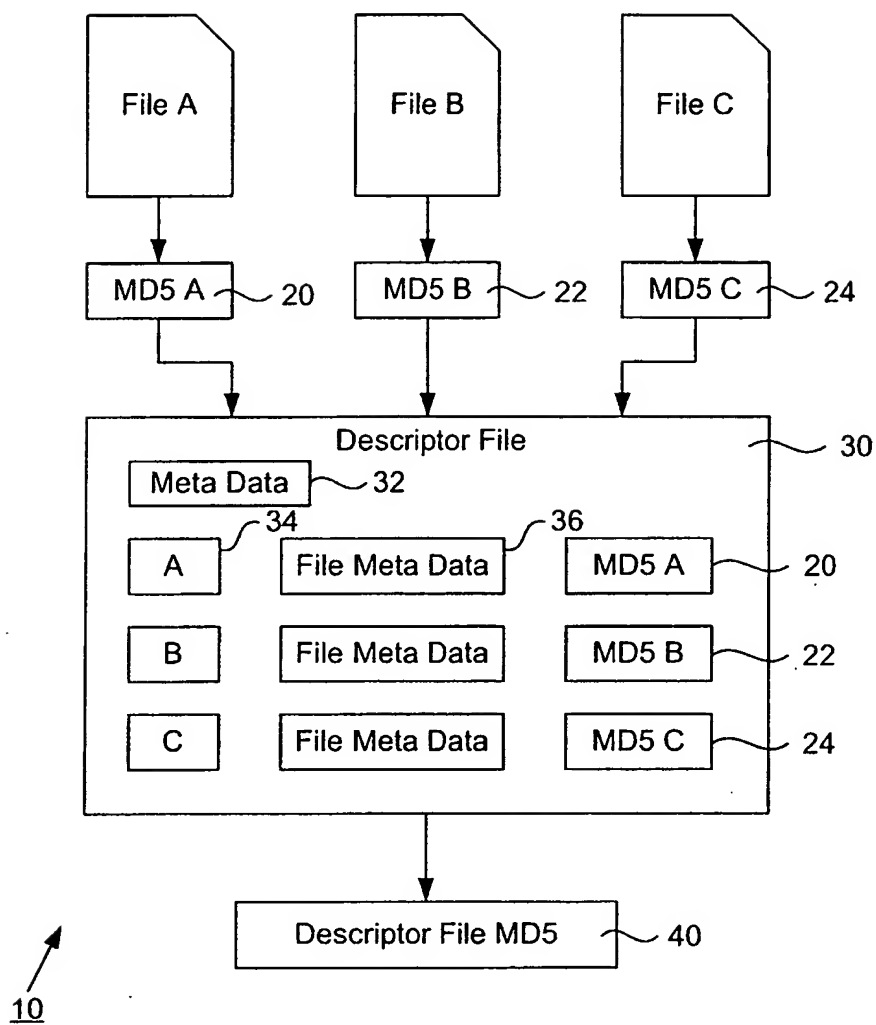 File A File B File C
MD5 A 20 MD5 B 22 MD5 C 24
Descriptor File 30
Meta Data 32
34 36
A File Meta Data MD5 A 20
B File Meta Data MD5 B 22
C File Meta Data MD5 C 24
Descriptor File MD5 40
10